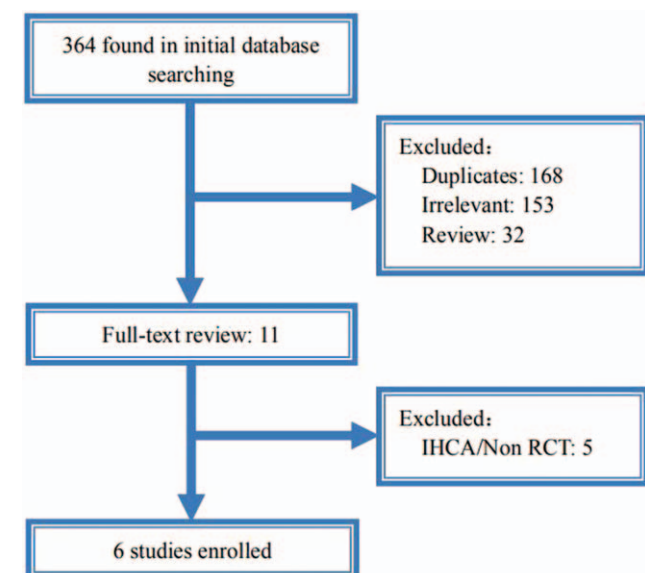 364 found in initial database
searching
Excluded：
Duplicates: 168
Irrelevant: 153
Review: 32
Full-text review: 11
Excluded：
IHCA/Non RCT: 5
6 studies enrolled